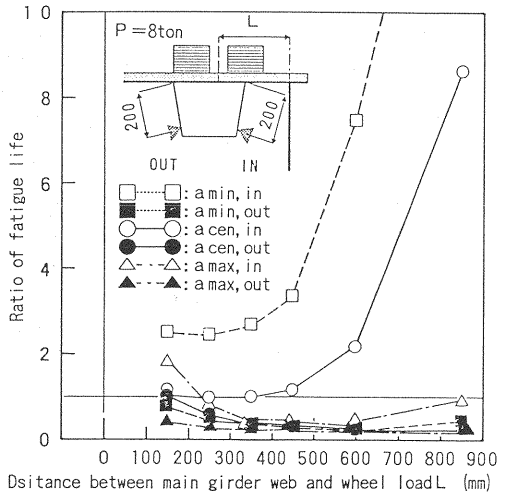 P=8ton
L
200
200
OUT IN
:a min, in
:a min, out
:a cen, in
:a cen, out
:a max, in
:a max, out
Ratio of fatigue life
10
8
6
4
2
0
0 100 200 300 400 500 600 700 800 900
Dsitance between main girder web and wheel load L (mm)